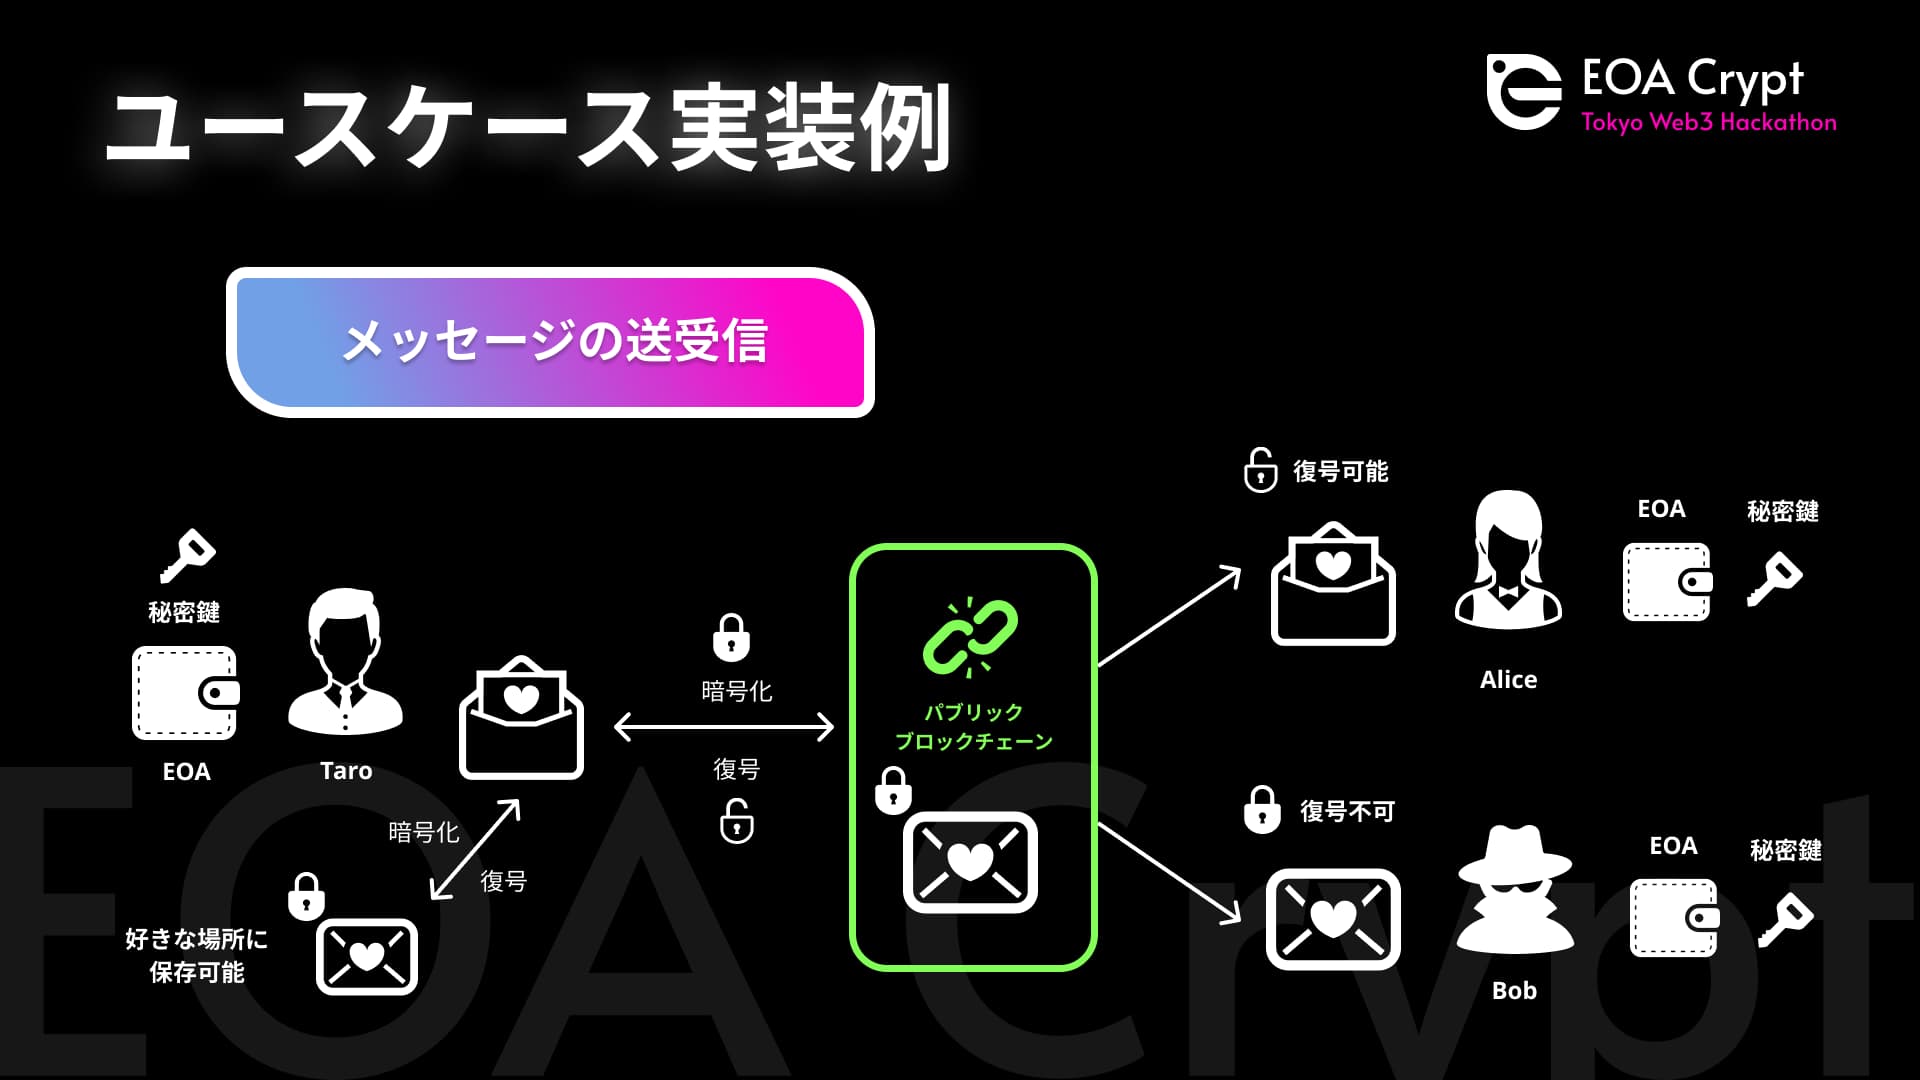 ユースケース実装例
EOA Crypt
Tokyo Web3 Hackathon
メッセージの送受信
秘密鍵
EOA
Taro
暗号化
復号
暗号化
復号
好きな場所に
保存可能
パブリック
ブロックチェーン
復号可能
Alice
EOA
秘密鍵
復号不可
Bob
EOA
秘密鍵
EOA Crypt